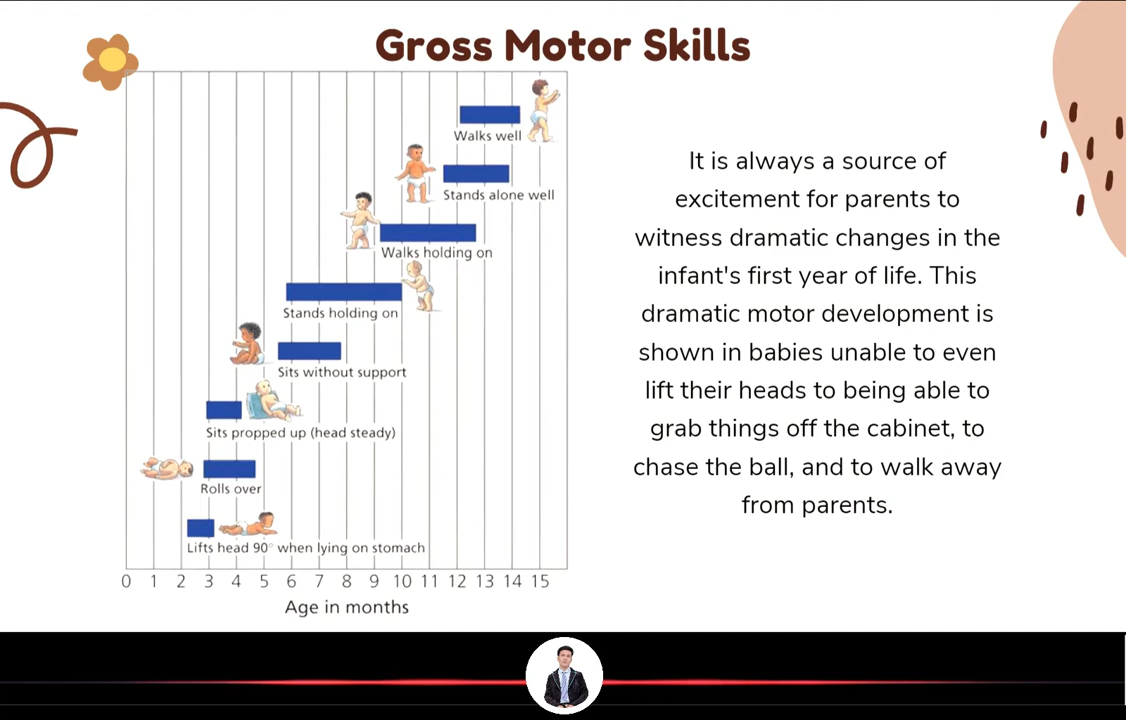 Gross Motor Skills
Walks well
Stands alone well
Walks holding on
Stands holding on
Sits without support
Sits propped up (head steady)
Rolls over
Lifts head 90° when lying on stomach
0 1 2 3 4 5 6 7 8 9 10 11 12 13 14 15
Age in months
It is always a source of
excitement for parents to
witness dramatic changes in the
infant's first year of life. This
dramatic motor development is
shown in babies unable to even
lift their heads to being able to
grab things off the cabinet, to
chase the ball, and to walk away
from parents.